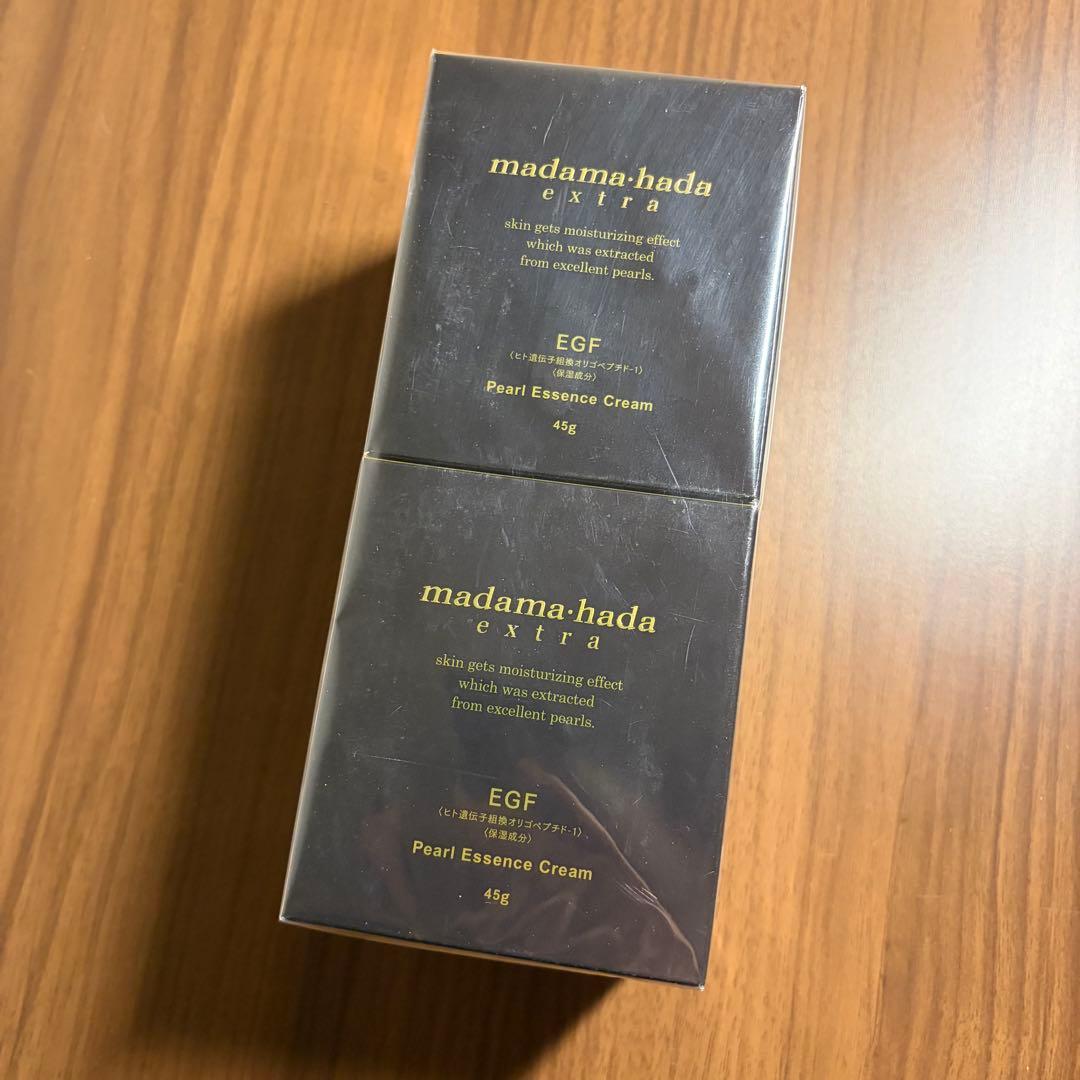 madama·hada
extra
skin gets moisturizing effect
which was extracted
from excellent pearls.
EGF
〈ヒト遺伝子組換オリゴペプチド-1〉
〈保湿成分〉
Pearl Essence Cream
45g
madama·hada
extra
skin gets moisturizing effect
which was extracted
from excellent pearls.
EGF
〈ヒト遺伝子組換オリゴペプチド-1〉
〈保湿成分〉
Pearl Essence Cream
45g